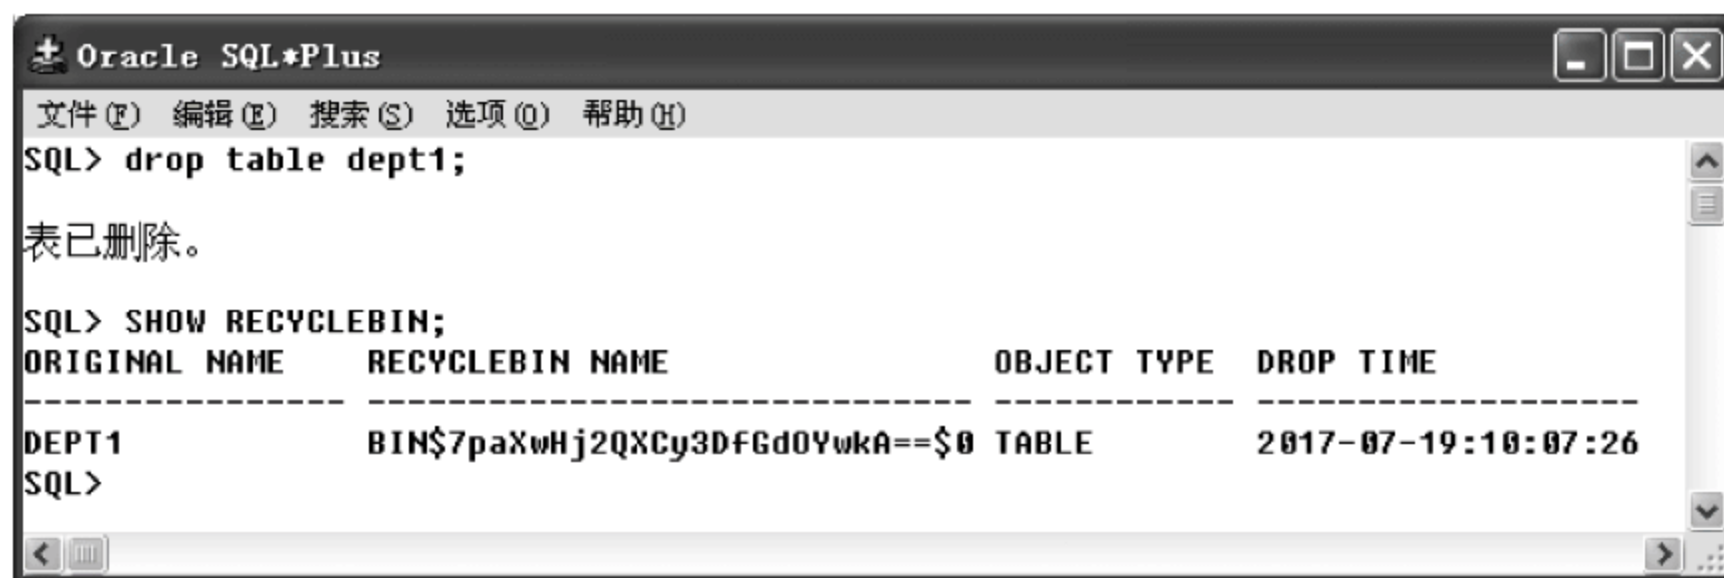 Oracle SQL*Plus
文件(F) 编辑(E) 搜索(S) 选项(O) 帮助(H)
SQL> drop table dept1;
表已删除。
SQL> SHOW RECYCLEBIN;
ORIGINAL NAME    RECYCLEBIN NAME                OBJECT TYPE  DROP TIME
---------------- ------------------------------ ------------ -------------------
DEPT1            BIN$7paXwHj2QXCy3DfGdOYwkA==$0 TABLE        2017-07-19:10:07:26
SQL>